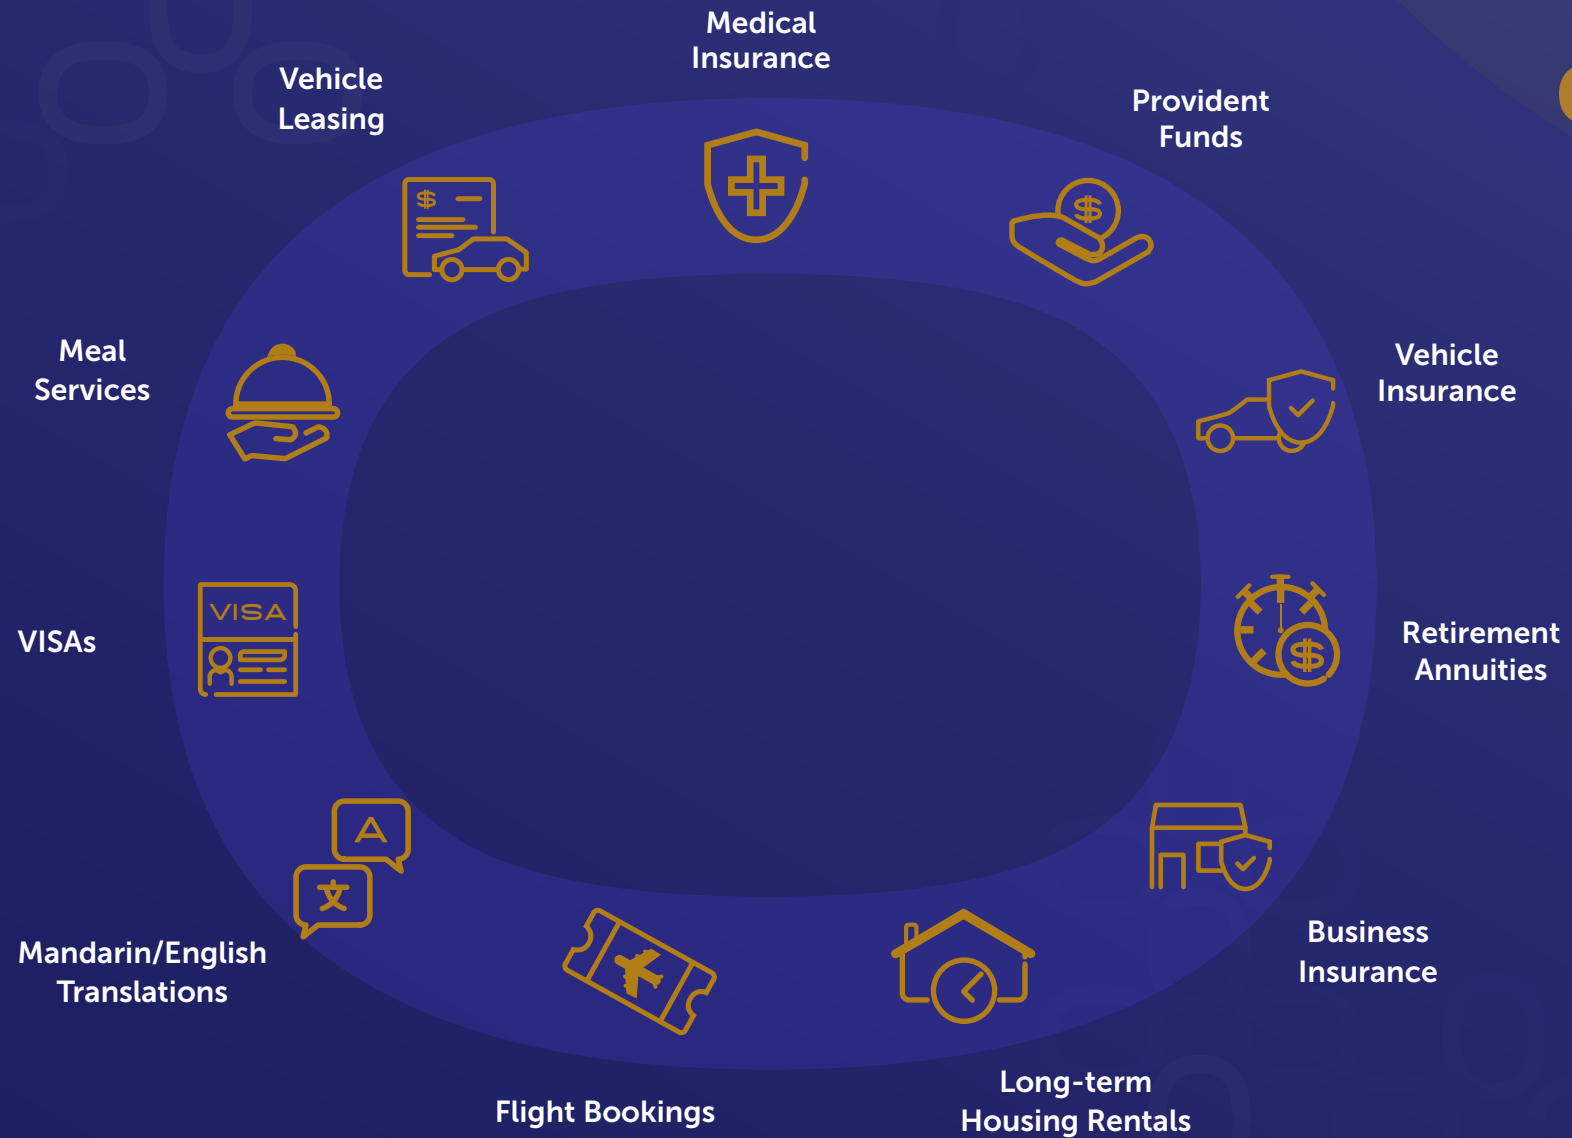 Medical
Insurance
Provident
Funds
Vehicle
Insurance
Retirement
Annuities
Business
Insurance
Long-term
Housing Rentals
Flight Bookings
Mandarin/English
Translations
VISAs
Meal
Services
Vehicle
Leasing
$
$
$
VISA
A
文